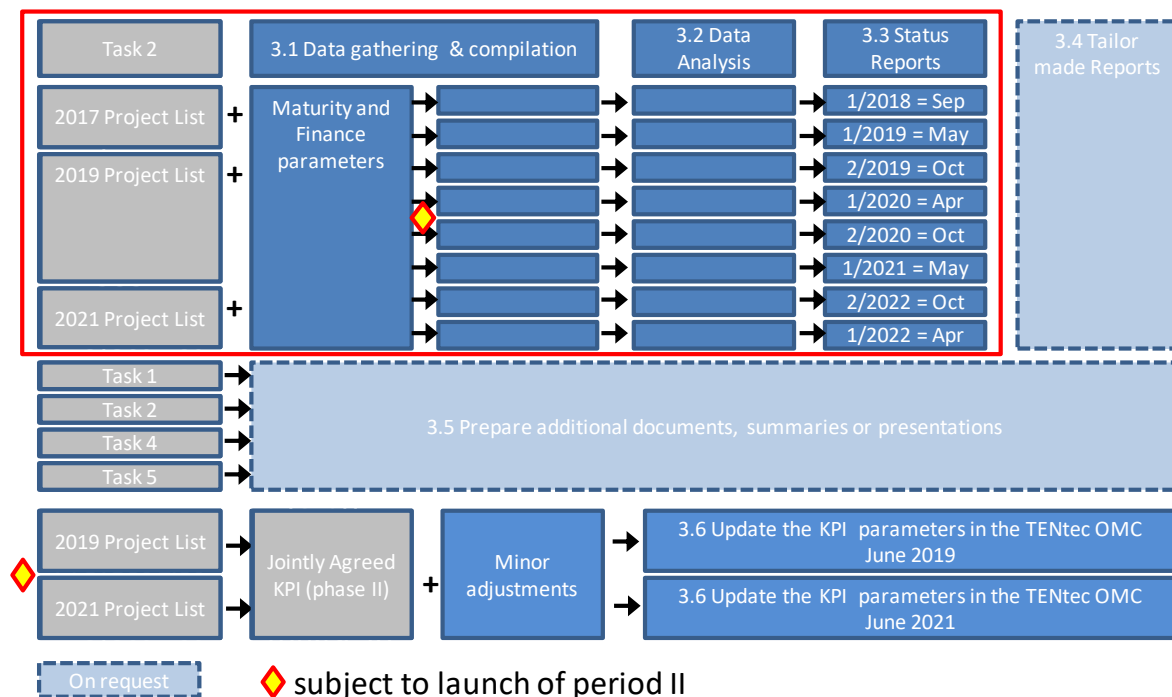 Task 2
3.1 Data gathering & compilation
3.2 Data
Analysis
3.3 Status
Reports
3.4 Tailor
made Reports
2017 Project List
+
Maturity and
Finance
parameters
1/2018 = Sep
1/2019 = May
2019 Project List
+
2/2019 = Oct
1/2020 = Apr
2/2020 = Oct
1/2021 = May
2021 Project List
+
2/2022 = Oct
1/2022 = Apr
Task 1
Task 2
Task 4
Task 5
3.5 Prepare additional documents, summaries or presentations
2019 Project List
2021 Project List
Jointly Agreed
KPI (phase II)
+
Minor
adjustments
3.6 Update the KPI parameters in the TENtec OMC
June 2019
3.6 Update the KPI parameters in the TENtec OMC
June 2021
On request
subject to launch of period II